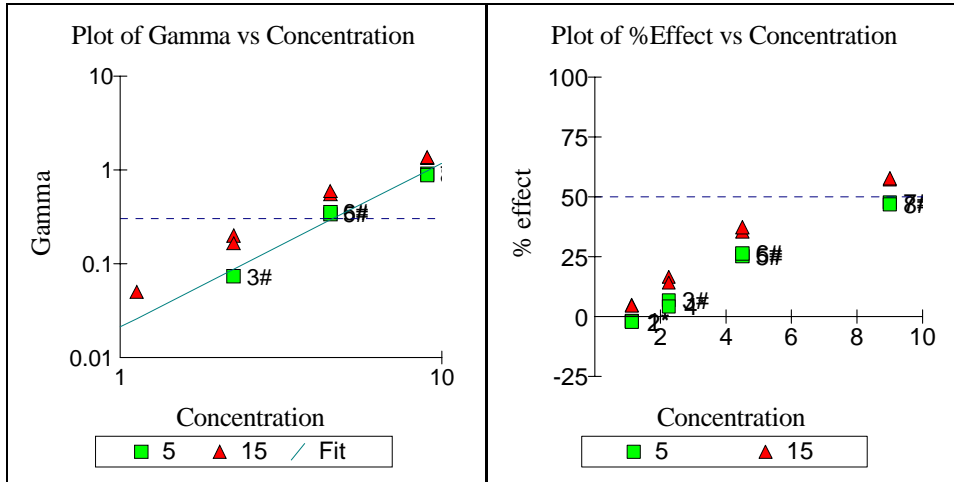 Plot of Gamma vs Concentration
10
1
0.1
0.01
Gamma
3#
6#
1
10
Concentration
5 15 Fit
Plot of %Effect vs Concentration
100
75
50
25
0
-25
% effect
3#
6#
7#
8#
2 4 6 8 10
Concentration
5 15